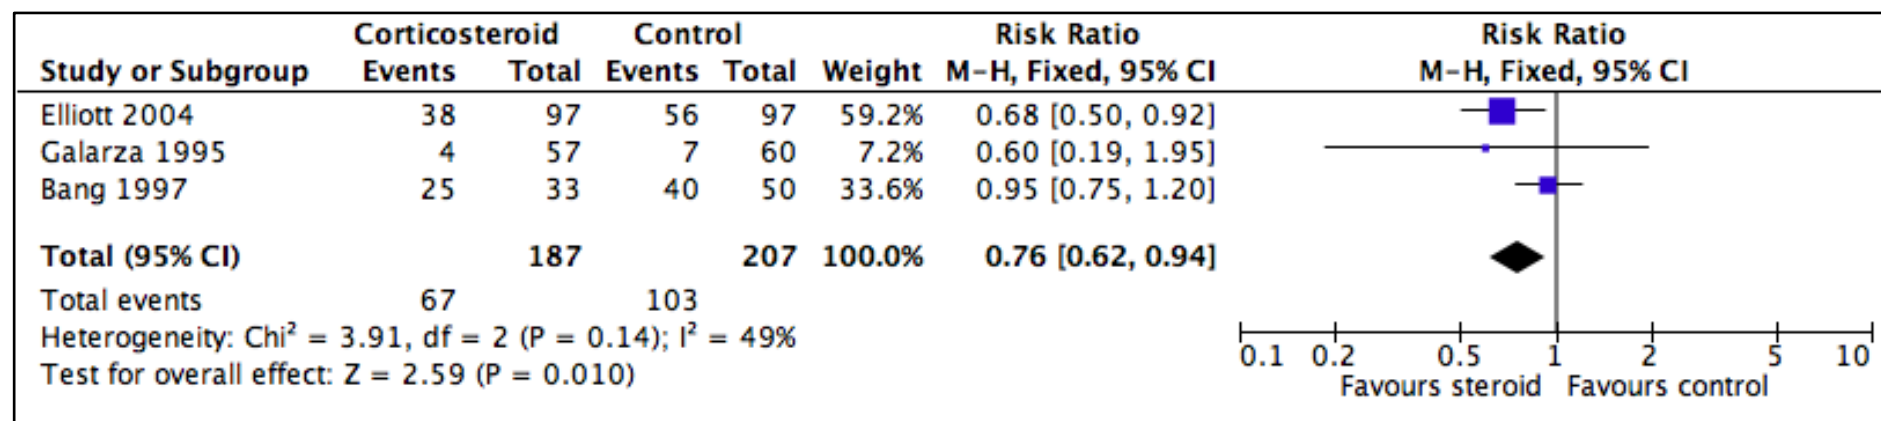 Corticosteroid Control Risk Ratio Risk Ratio
Study or Subgroup Events Total Events Total Weight M-H, Fixed, 95% CI M-H, Fixed, 95% CI
Elliott 2004 38 97 56 97 59.2% 0.68 [0.50, 0.92]
Galarza 1995 4 57 7 60 7.2% 0.60 [0.19, 1.95]
Bang 1997 25 33 40 50 33.6% 0.95 [0.75, 1.20]
Total (95% CI) 187 207 100.0% 0.76 [0.62, 0.94]
Total events 67 103
Heterogeneity: Chi² = 3.91, df = 2 (P = 0.14); I² = 49%
Test for overall effect: Z = 2.59 (P = 0.010)
0.1 0.2 0.5 1 2 5 10
Favours steroid Favours control